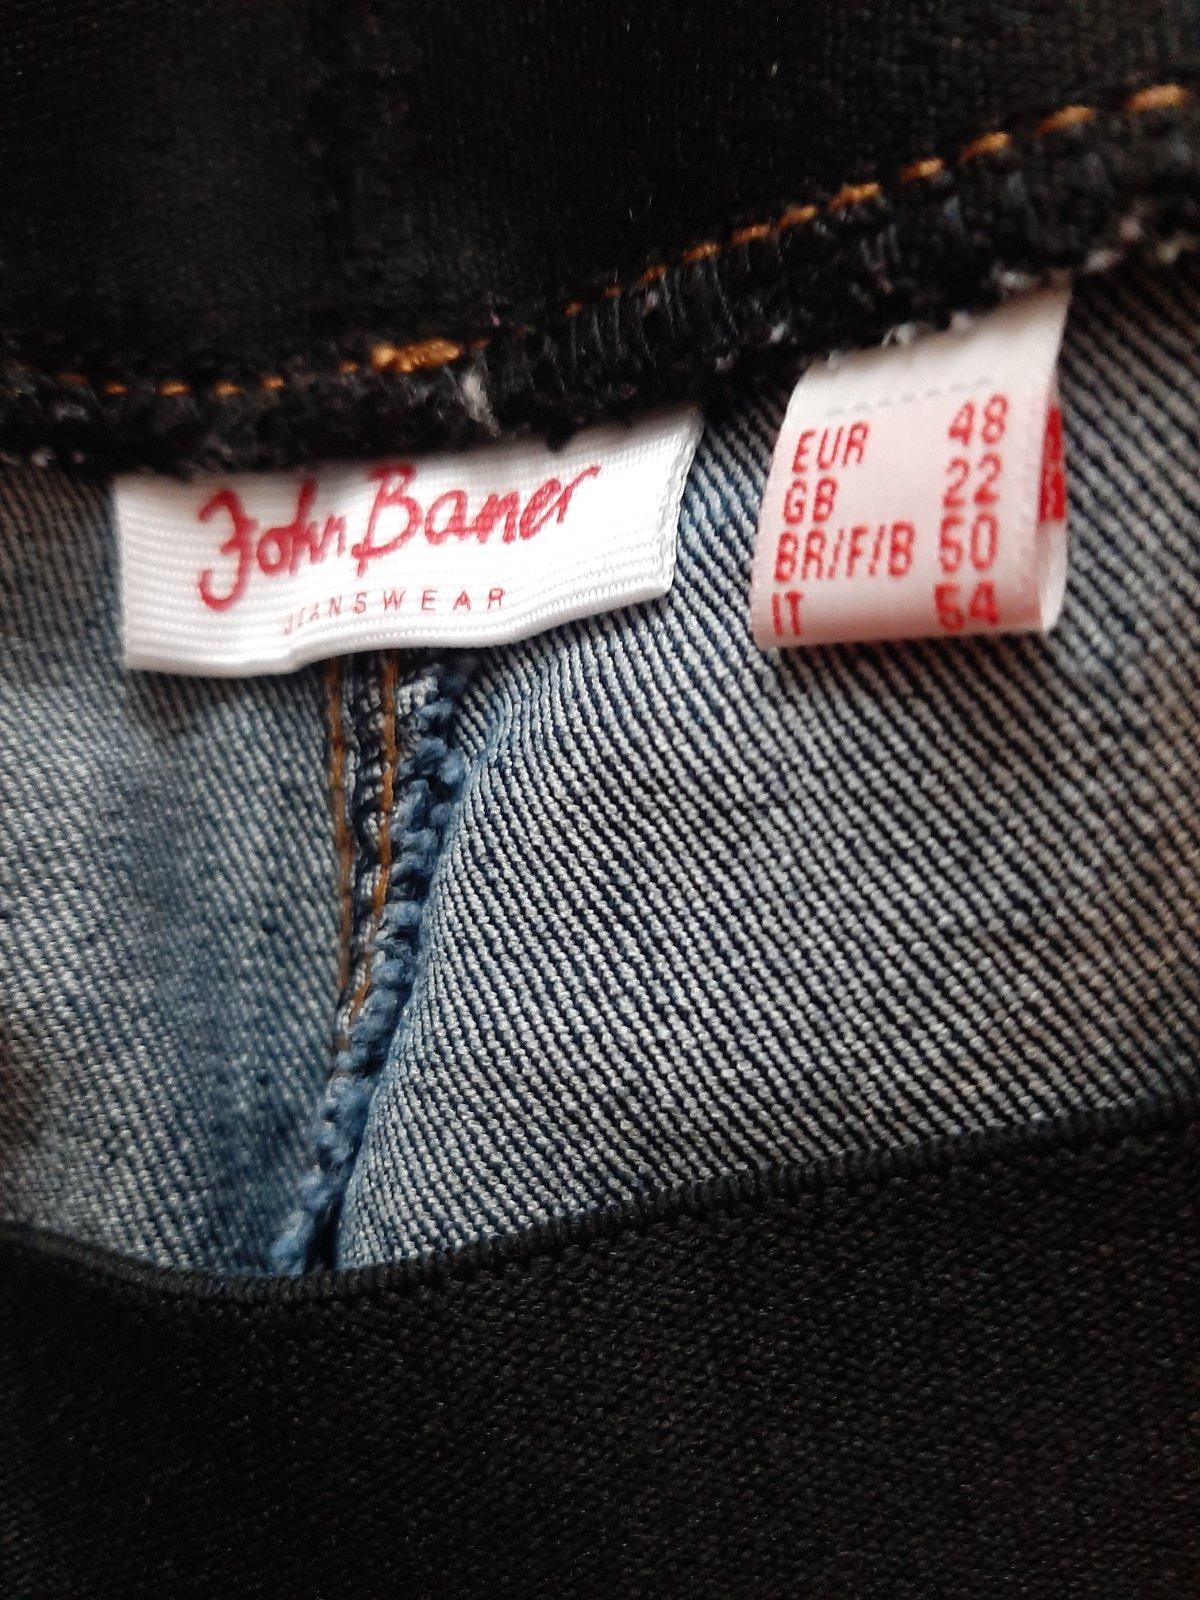 John Baner
JEANSWEAR
EUR 48
GB 22
BR/F/B 50
IT 54